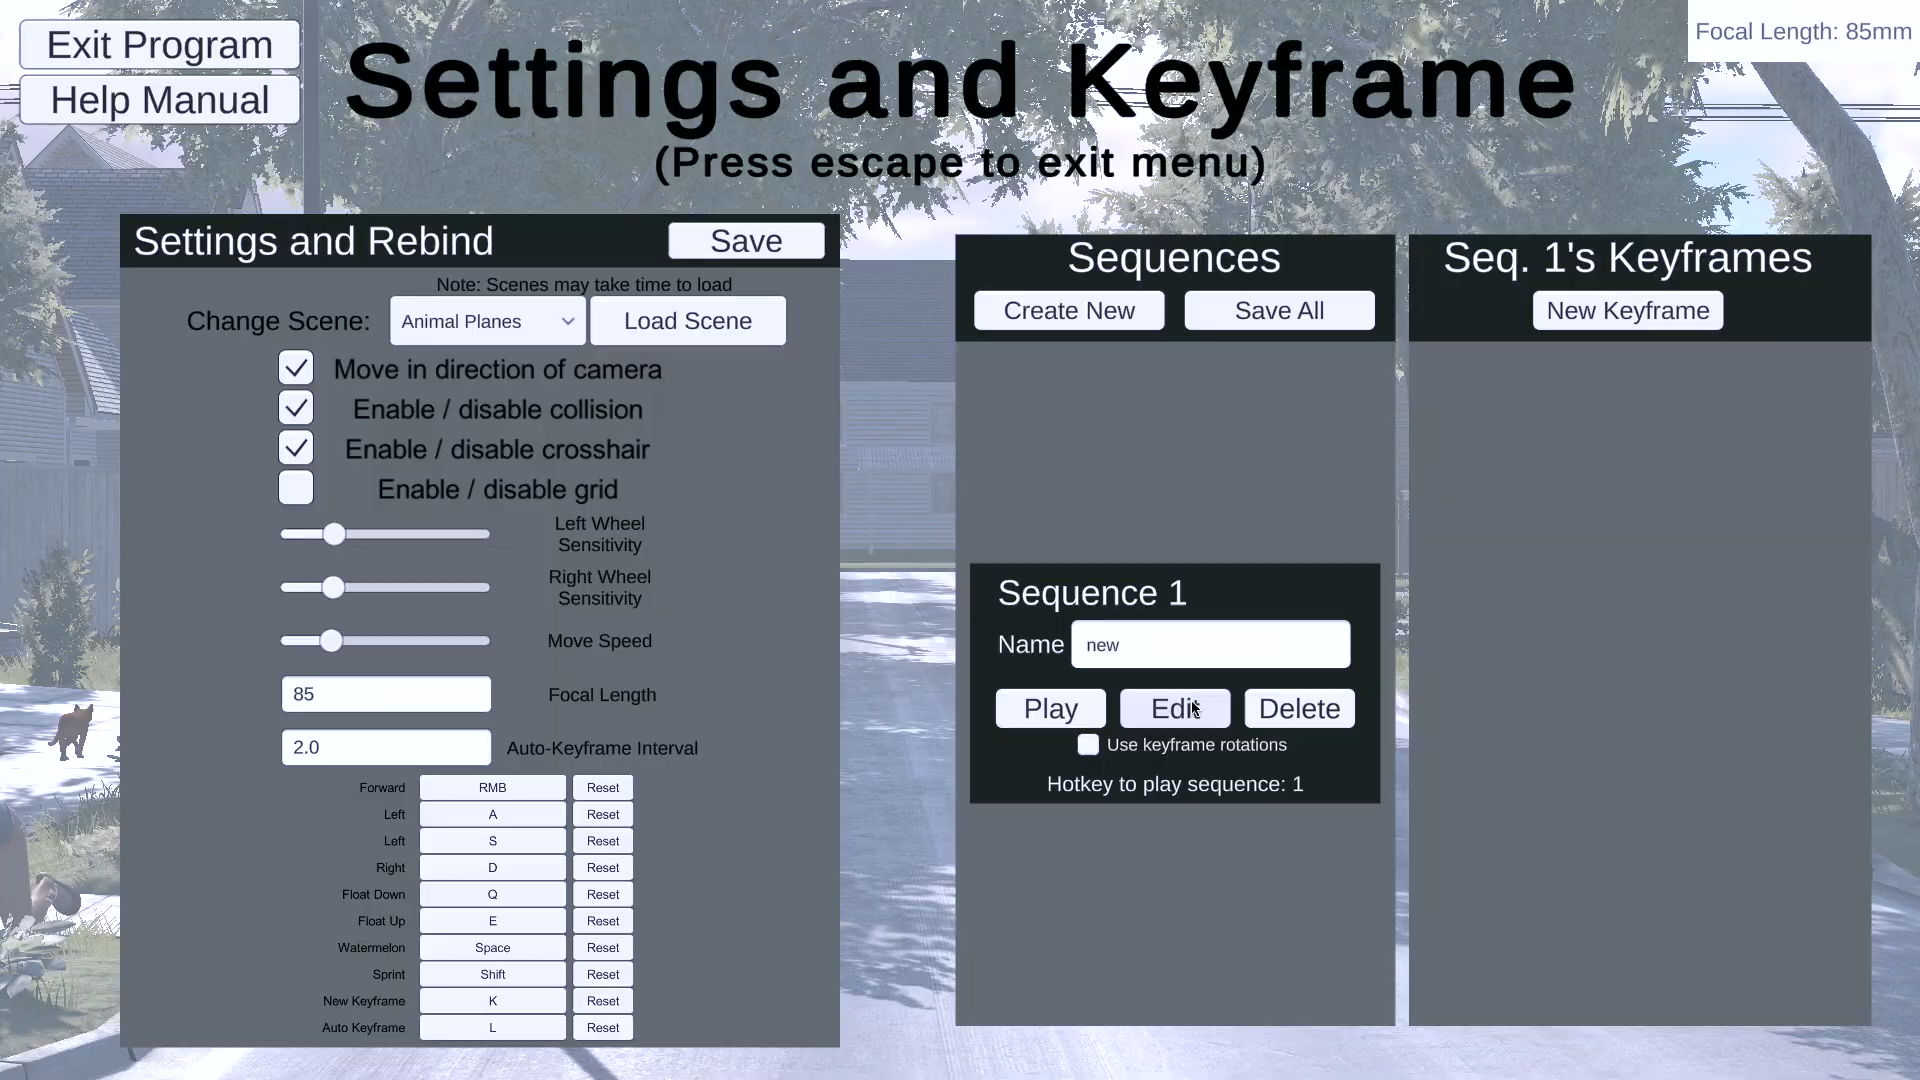 Exit Program
Help Manual
Settings and Keyframe
(Press escape to exit menu)
Focal Length: 85mm
Settings and Rebind
Save
Note: Scenes may take time to load
Change Scene:
Animal Planes
Load Scene
Move in direction of camera
Enable / disable collision
Enable / disable crosshair
Enable / disable grid
Left Wheel
Sensitivity
Right Wheel
Sensitivity
Move Speed
85
Focal Length
2.0
Auto-Keyframe Interval
Forward RMB Reset
Left A Reset
Left S Reset
Right D Reset
Float Down Q Reset
Float Up E Reset
Watermelon Space Reset
Sprint Shift Reset
New Keyframe K Reset
Auto Keyframe L Reset
Sequences
Create New
Save All
Sequence 1
Name new
Play
Edit
Delete
Use keyframe rotations
Hotkey to play sequence: 1
Seq. 1's Keyframes
New Keyframe